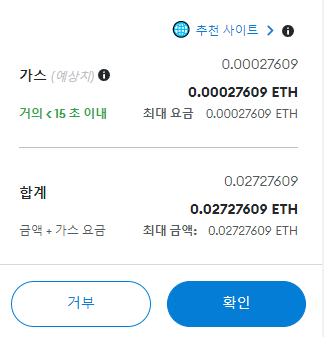 추천 사이트
가스 (예상치)
0.00027609
0.00027609 ETH
거의 < 15 초 이내 최대 요금 0.00027609 ETH
합계
0.02727609
0.02727609 ETH
금액 + 가스 요금 최대 금액: 0.02727609 ETH
거부 확인